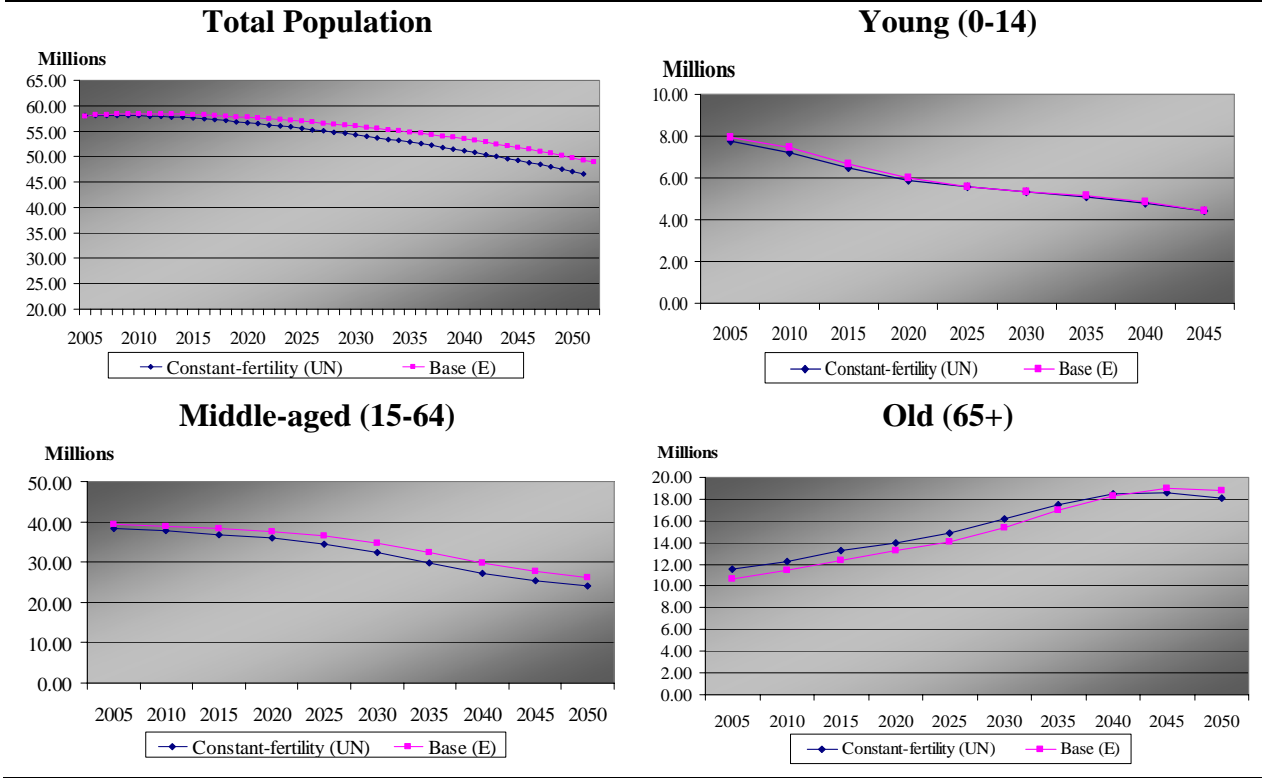 Total Population
Millions
65.00
60.00
55.00
50.00
45.00
40.00
35.00
30.00
25.00
20.00
2005 2010 2015 2020 2025 2030 2035 2040 2045 2050
Constant-fertility (UN) Base (E)
Young (0-14)
Millions
10.00
8.00
6.00
4.00
2.00
0.00
2005 2010 2015 2020 2025 2030 2035 2040 2045
Constant-fertility (UN) Base (E)
Middle-aged (15-64)
Millions
50.00
40.00
30.00
20.00
10.00
0.00
2005 2010 2015 2020 2025 2030 2035 2040 2045 2050
Constant-fertility (UN) Base (E)
Old (65+)
Millions
20.00
18.00
16.00
14.00
12.00
10.00
8.00
6.00
4.00
2.00
0.00
2005 2010 2015 2020 2025 2030 2035 2040 2045 2050
Constant-fertility (UN) Base (E)